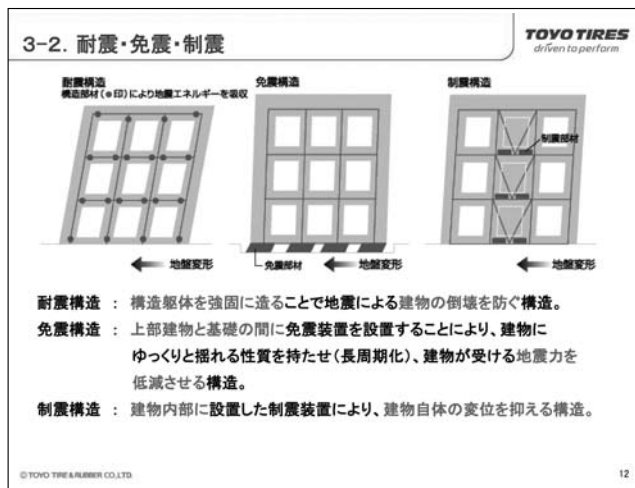 3-2. 耐震・免震・制震
TOYO TIRES
driven to perform
耐震構造
構造部材(●印)により地震エネルギーを吸収
免震構造
制震構造
制震部材
地盤変形
免震部材
地盤変形
地盤変形
耐震構造 : 構造躯体を強固に造ることで地震による建物の倒壊を防ぐ構造。
免震構造 : 上部建物と基礎の間に免震装置を設置することにより、建物に
ゆっくりと揺れる性質を持たせ(長周期化)、建物が受ける地震力を
低減させる構造。
制震構造 : 建物内部に設置した制震装置により、建物自体の変位を抑える構造。
© TOYO TIRE & RUBBER CO.,LTD.
12